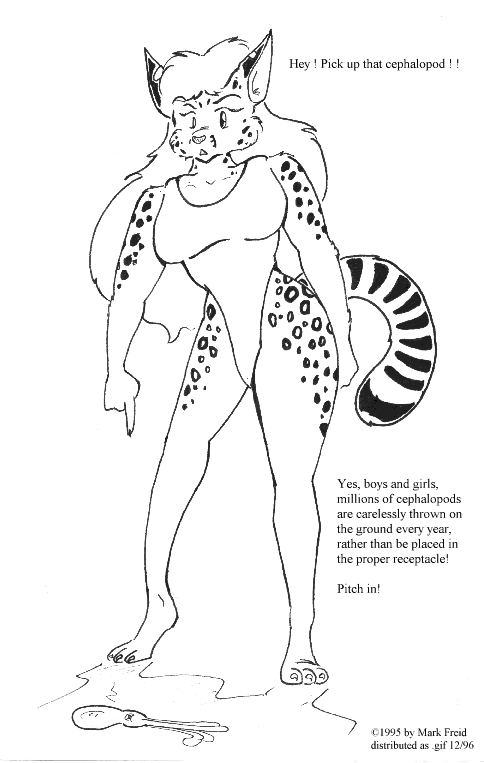 Hey ! Pick up that cephalopod ! !
Yes, boys and girls,
millions of cephalopods
are carelessly thrown on
the ground every year,
rather than be placed in
the proper receptacle!
Pitch in!
©1995 by Mark Freid
distributed as .gif 12/96